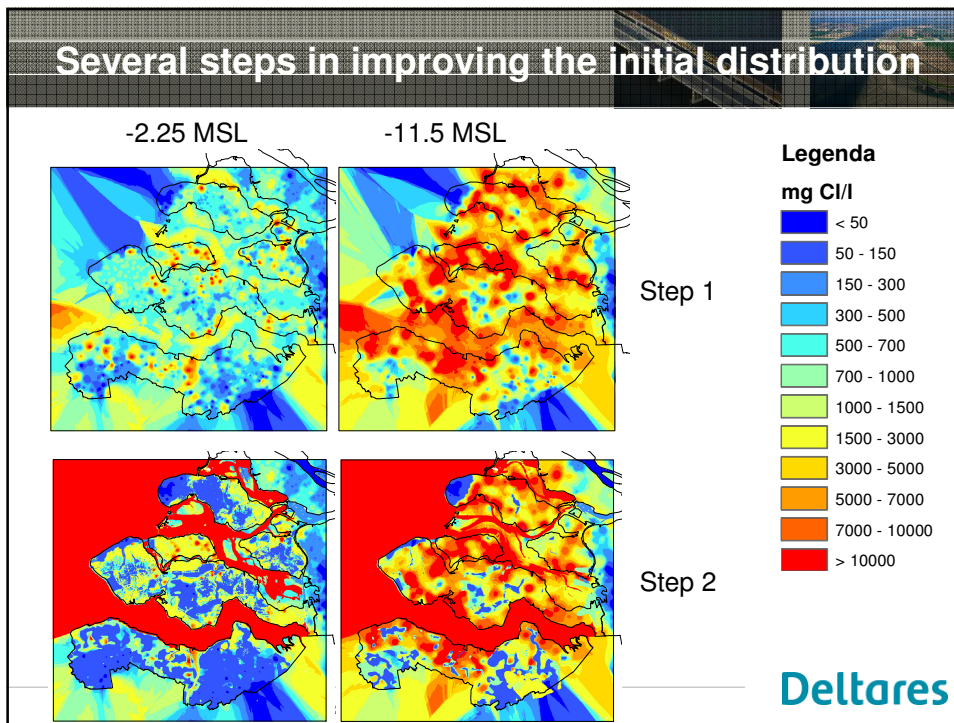 Several steps in improving the initial distribution
-2.25 MSL
-11.5 MSL
Step 1
Step 2
Legenda
mg Cl/l
< 50
50 - 150
150 - 300
300 - 500
500 - 700
700 - 1000
1000 - 1500
1500 - 3000
3000 - 5000
5000 - 7000
7000 - 10000
> 10000
Deltares